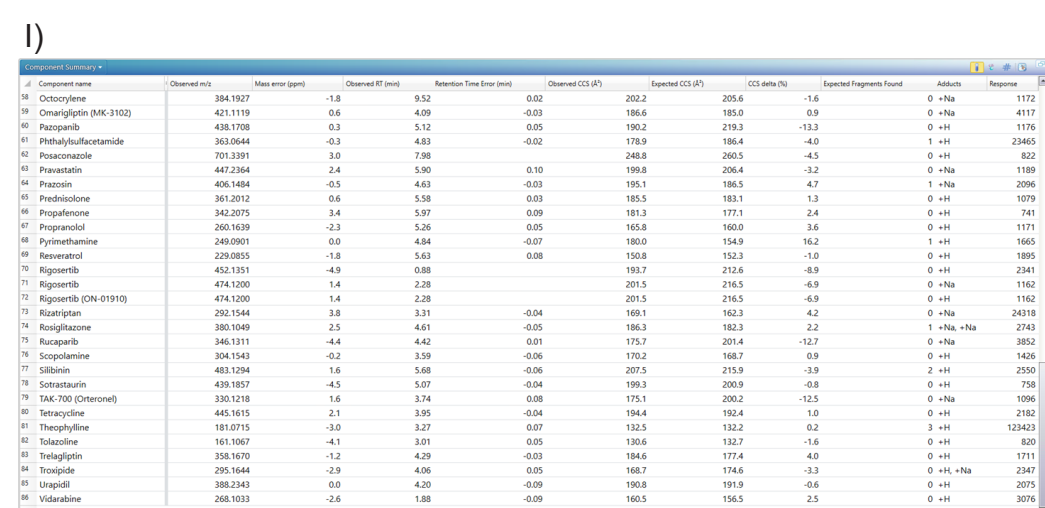 I)
Component Summary
Component name Observed m/z Mass error (ppm) Observed RT (min) Retention Time Error (min) Observed CCS (Å²) Expected CCS (Å²) CCS delta (%) Expected Fragments Found Adducts Response
58 Octocrylene 384.1927 -1.8 9.52 0.02 202.2 205.6 -1.6 0 +Na 1172
59 Omarigliptin (MK-3102) 421.1119 0.6 4.09 -0.03 186.6 185.0 0.9 0 +Na 4117
60 Pazopanib 438.1708 0.3 5.12 0.05 190.2 219.3 -13.3 0 +H 1176
61 Phthalylsulfacetamide 363.0644 -0.3 4.83 -0.02 178.9 186.4 -4.0 1 +H 23465
62 Posaconazole 701.3391 3.0 7.98 248.8 260.5 -4.5 0 +H 822
63 Pravastatin 447.2364 2.4 5.90 0.10 199.8 206.4 -3.2 0 +Na 1189
64 Prazosin 406.1484 -0.5 4.63 -0.03 195.1 186.5 4.7 1 +Na 2096
65 Prednisolone 361.2012 0.6 5.58 0.03 185.5 183.1 1.3 0 +H 1079
66 Propafenone 342.2075 3.4 5.97 0.09 181.3 177.1 2.4 0 +H 741
67 Propranolol 260.1639 -2.3 5.26 0.05 165.8 160.0 3.6 0 +H 1171
68 Pyrimethamine 249.0901 0.0 4.84 -0.07 180.0 154.9 16.2 1 +H 1665
69 Resveratrol 229.0855 -1.8 5.63 0.08 150.8 152.3 -1.0 0 +H 1895
70 Rigosertib 452.1351 -4.9 0.88 193.7 212.6 -8.9 0 +H 2341
71 Rigosertib 474.1200 1.4 2.28 201.5 216.5 -6.9 0 +Na 1162
72 Rigosertib (ON-01910) 474.1200 1.4 2.28 201.5 216.5 -6.9 0 +H 1162
73 Rizatriptan 292.1544 3.8 3.31 -0.04 169.1 162.3 4.2 0 +Na 24318
74 Rosiglitazone 380.1049 2.5 4.61 -0.05 186.3 182.3 2.2 1 +Na, +Na 2743
75 Rucaparib 346.1311 -4.4 4.42 0.01 175.7 201.4 -12.7 0 +Na 3852
76 Scopolamine 304.1543 -0.2 3.59 -0.06 170.2 168.7 0.9 0 +H 1426
77 Silibinin 483.1294 1.6 5.68 -0.06 207.5 215.9 -3.9 2 +H 2550
78 Sotrastaurin 439.1857 -4.5 5.07 -0.04 199.3 200.9 -0.8 0 +H 758
79 TAK-700 (Orteronel) 330.1218 1.6 3.74 0.08 175.1 200.2 -12.5 0 +Na 1096
80 Tetracycline 445.1615 2.1 3.95 -0.04 194.4 192.4 1.0 0 +H 2182
81 Theophylline 181.0715 -3.0 3.27 0.07 132.5 132.2 0.2 3 +H 123423
82 Tolazoline 161.1067 -4.1 3.01 0.05 130.6 132.7 -1.6 0 +H 820
83 Trelagliptin 358.1670 -1.2 4.29 -0.03 184.6 177.4 4.0 0 +H 1711
84 Troxipide 295.1644 -2.9 4.06 0.05 168.7 174.6 -3.3 0 +H, +Na 2347
85 Urapidil 388.2343 0.0 4.20 -0.09 190.8 191.9 -0.6 0 +H 2075
86 Vidarabine 268.1033 -2.6 1.88 -0.09 160.5 156.5 2.5 0 +H 3076